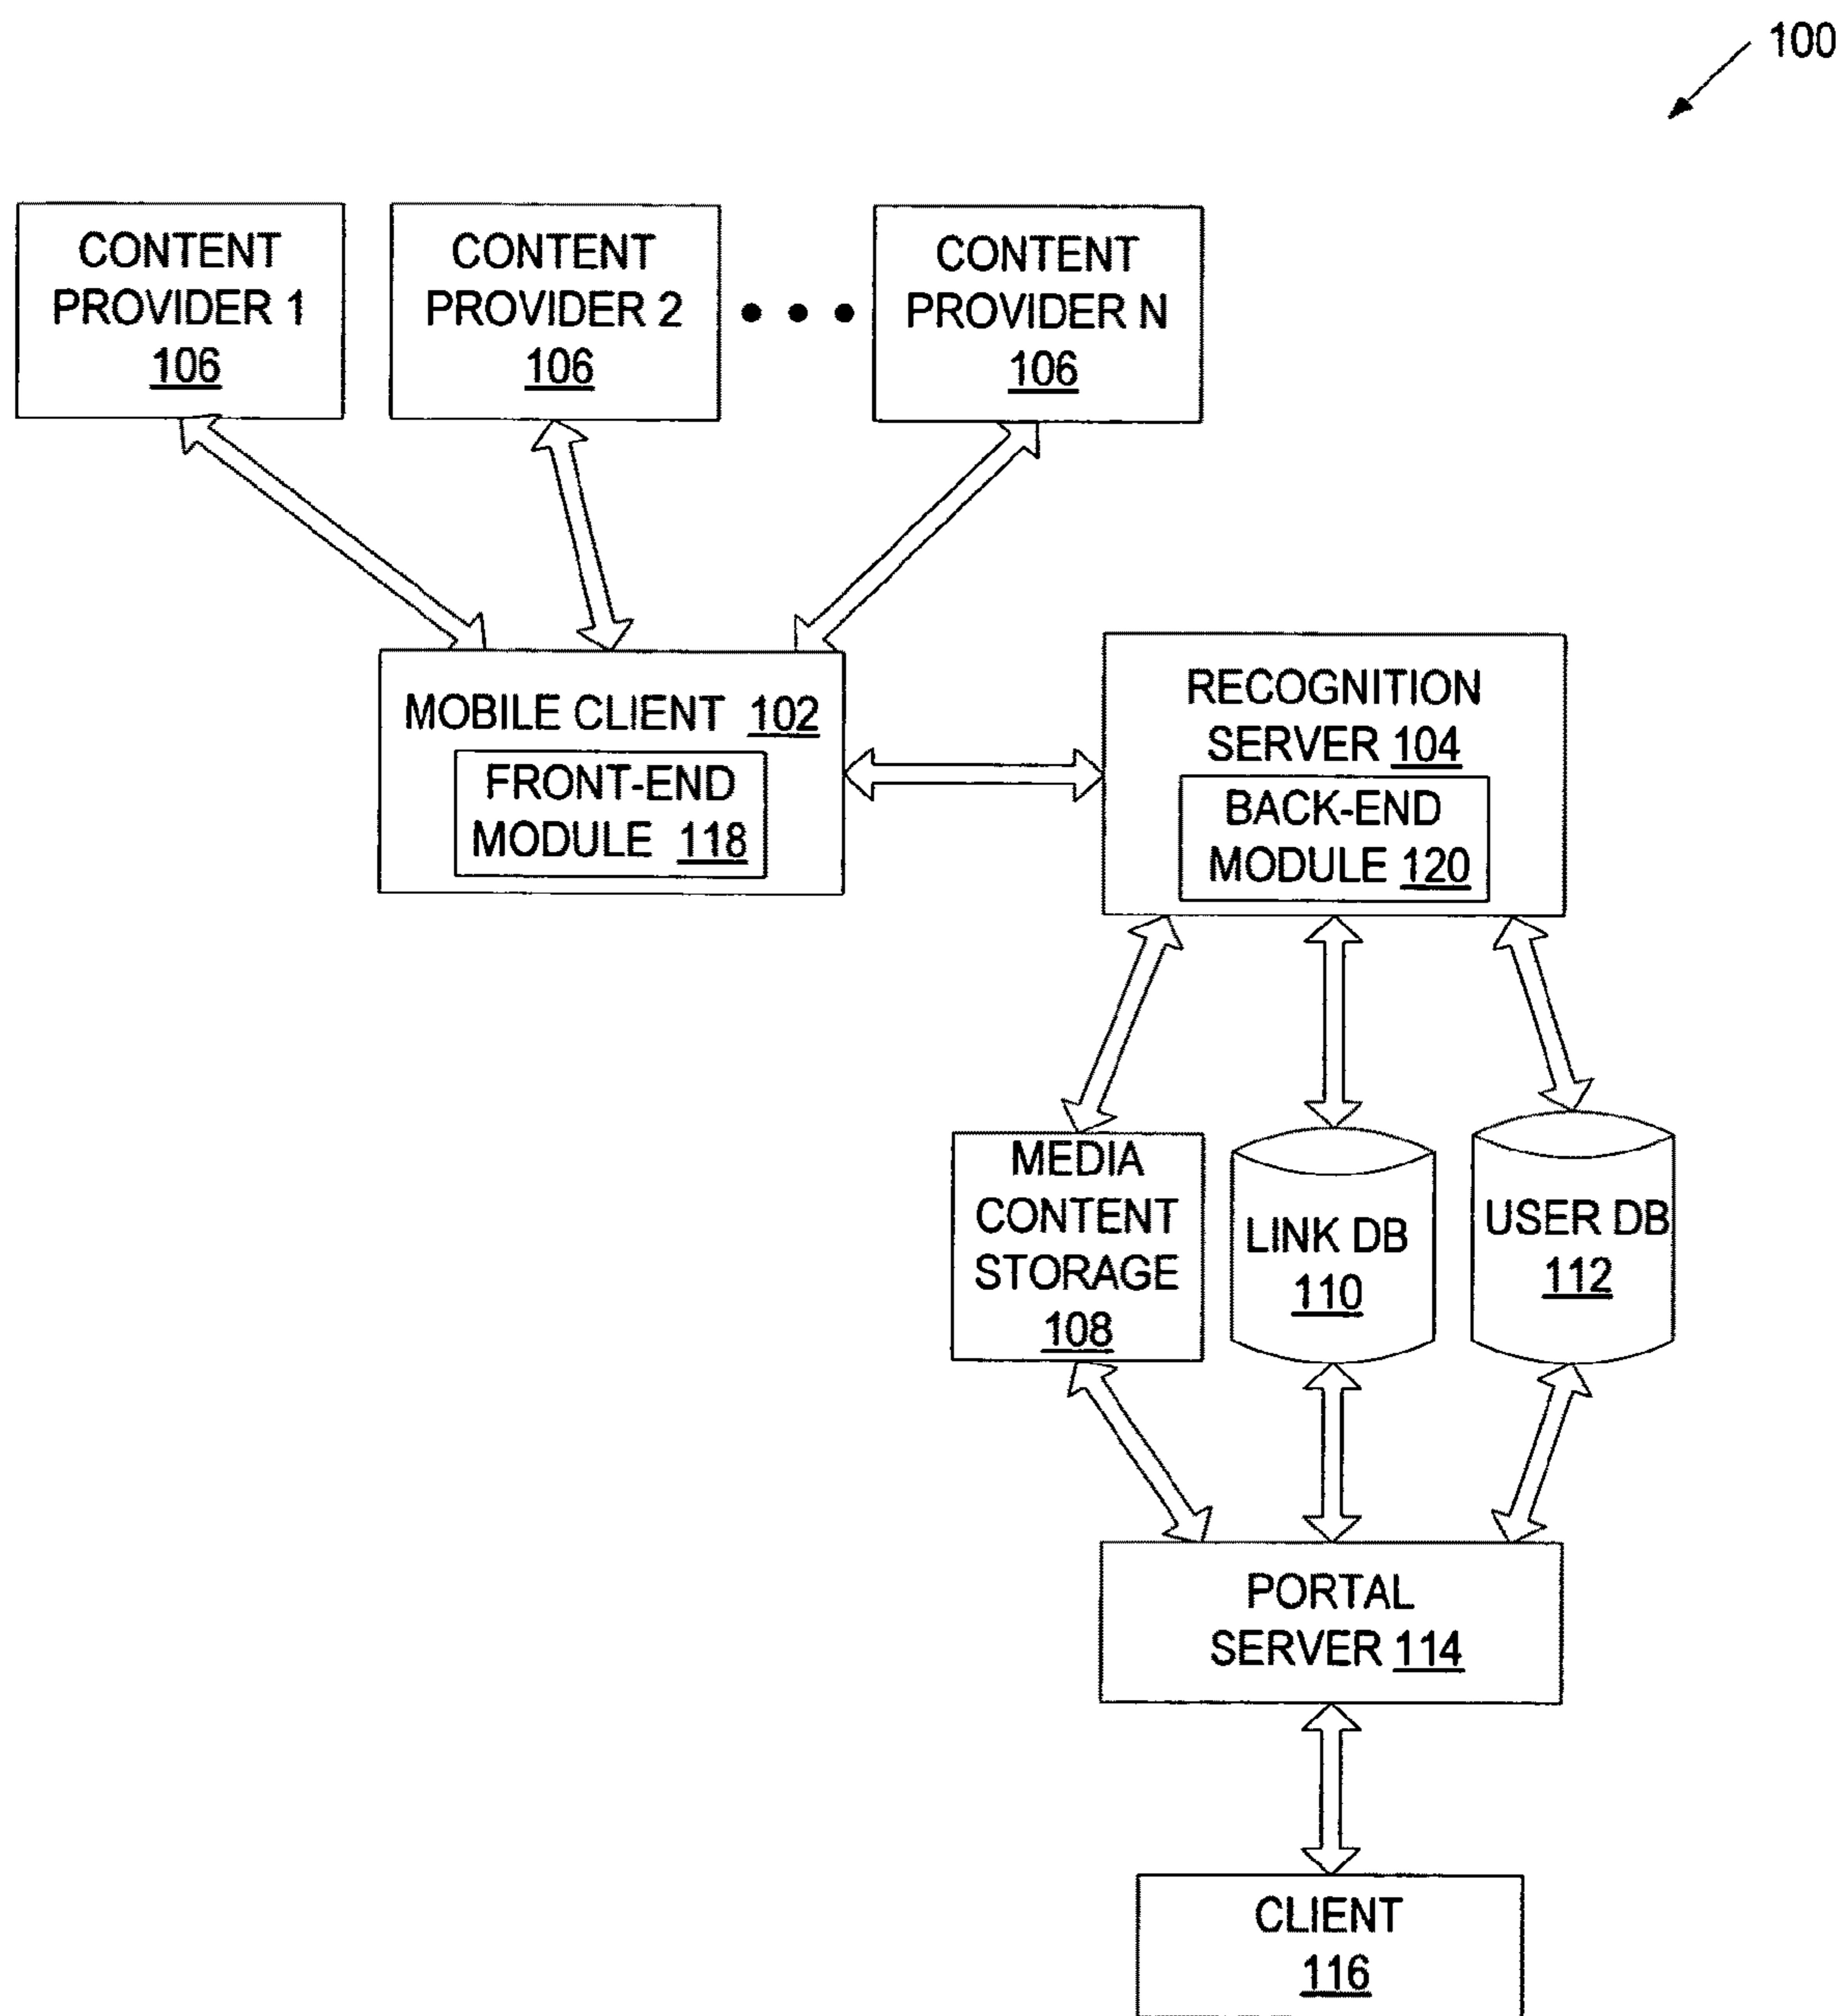 100
CONTENT
PROVIDER 1
106
CONTENT
PROVIDER 2
106
CONTENT
PROVIDER N
106
MOBILE CLIENT 102
FRONT-END
MODULE 118
RECOGNITION
SERVER 104
BACK-END
MODULE 120
MEDIA
CONTENT
STORAGE
108
LINK DB
110
USER DB
112
PORTAL
SERVER 114
CLIENT
116